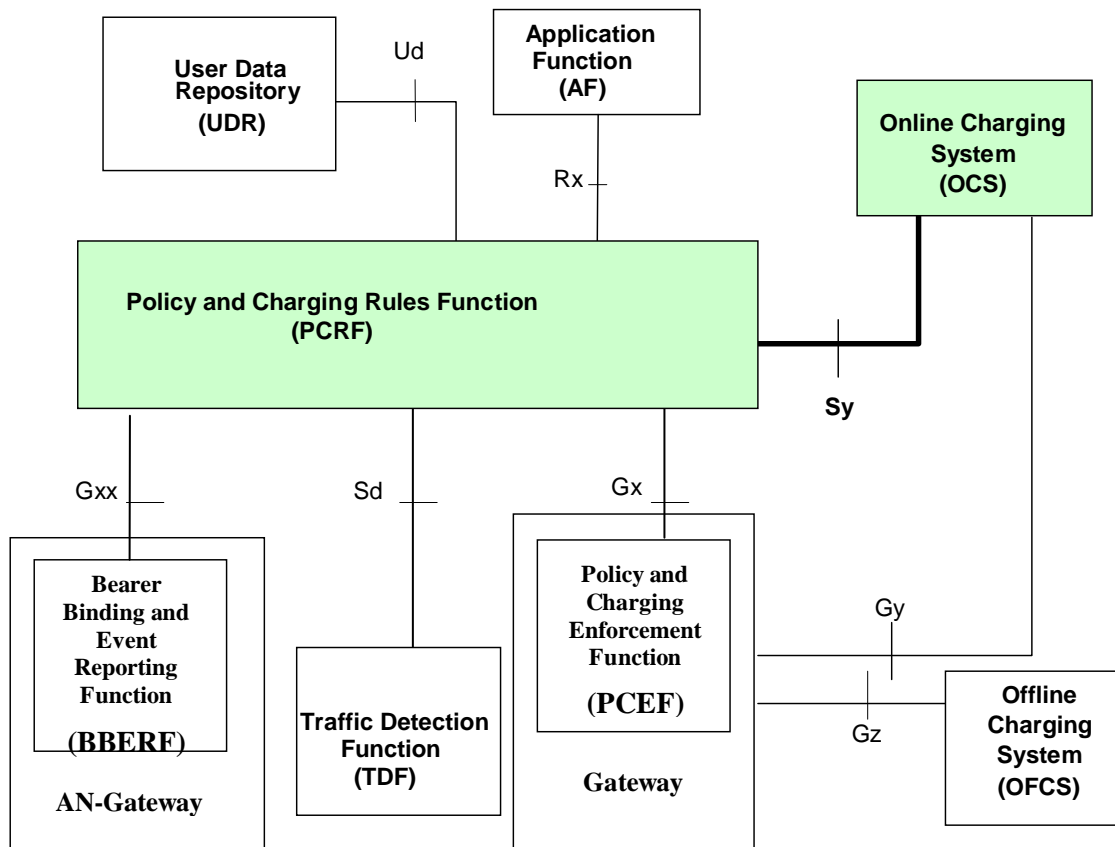 User Data
Repository
(UDR)
Ud
Application
Function
(AF)
Rx
Online Charging
System
(OCS)
Policy and Charging Rules Function
(PCRF)
Sy
Gxx
Sd
Gx
Bearer
Binding and
Event
Reporting
Function
(BBERF)
AN-Gateway
Traffic Detection
Function
(TDF)
Policy and
Charging
Enforcement
Function
(PCEF)
Gateway
Gy
Gz
Offline
Charging
System
(OFCS)